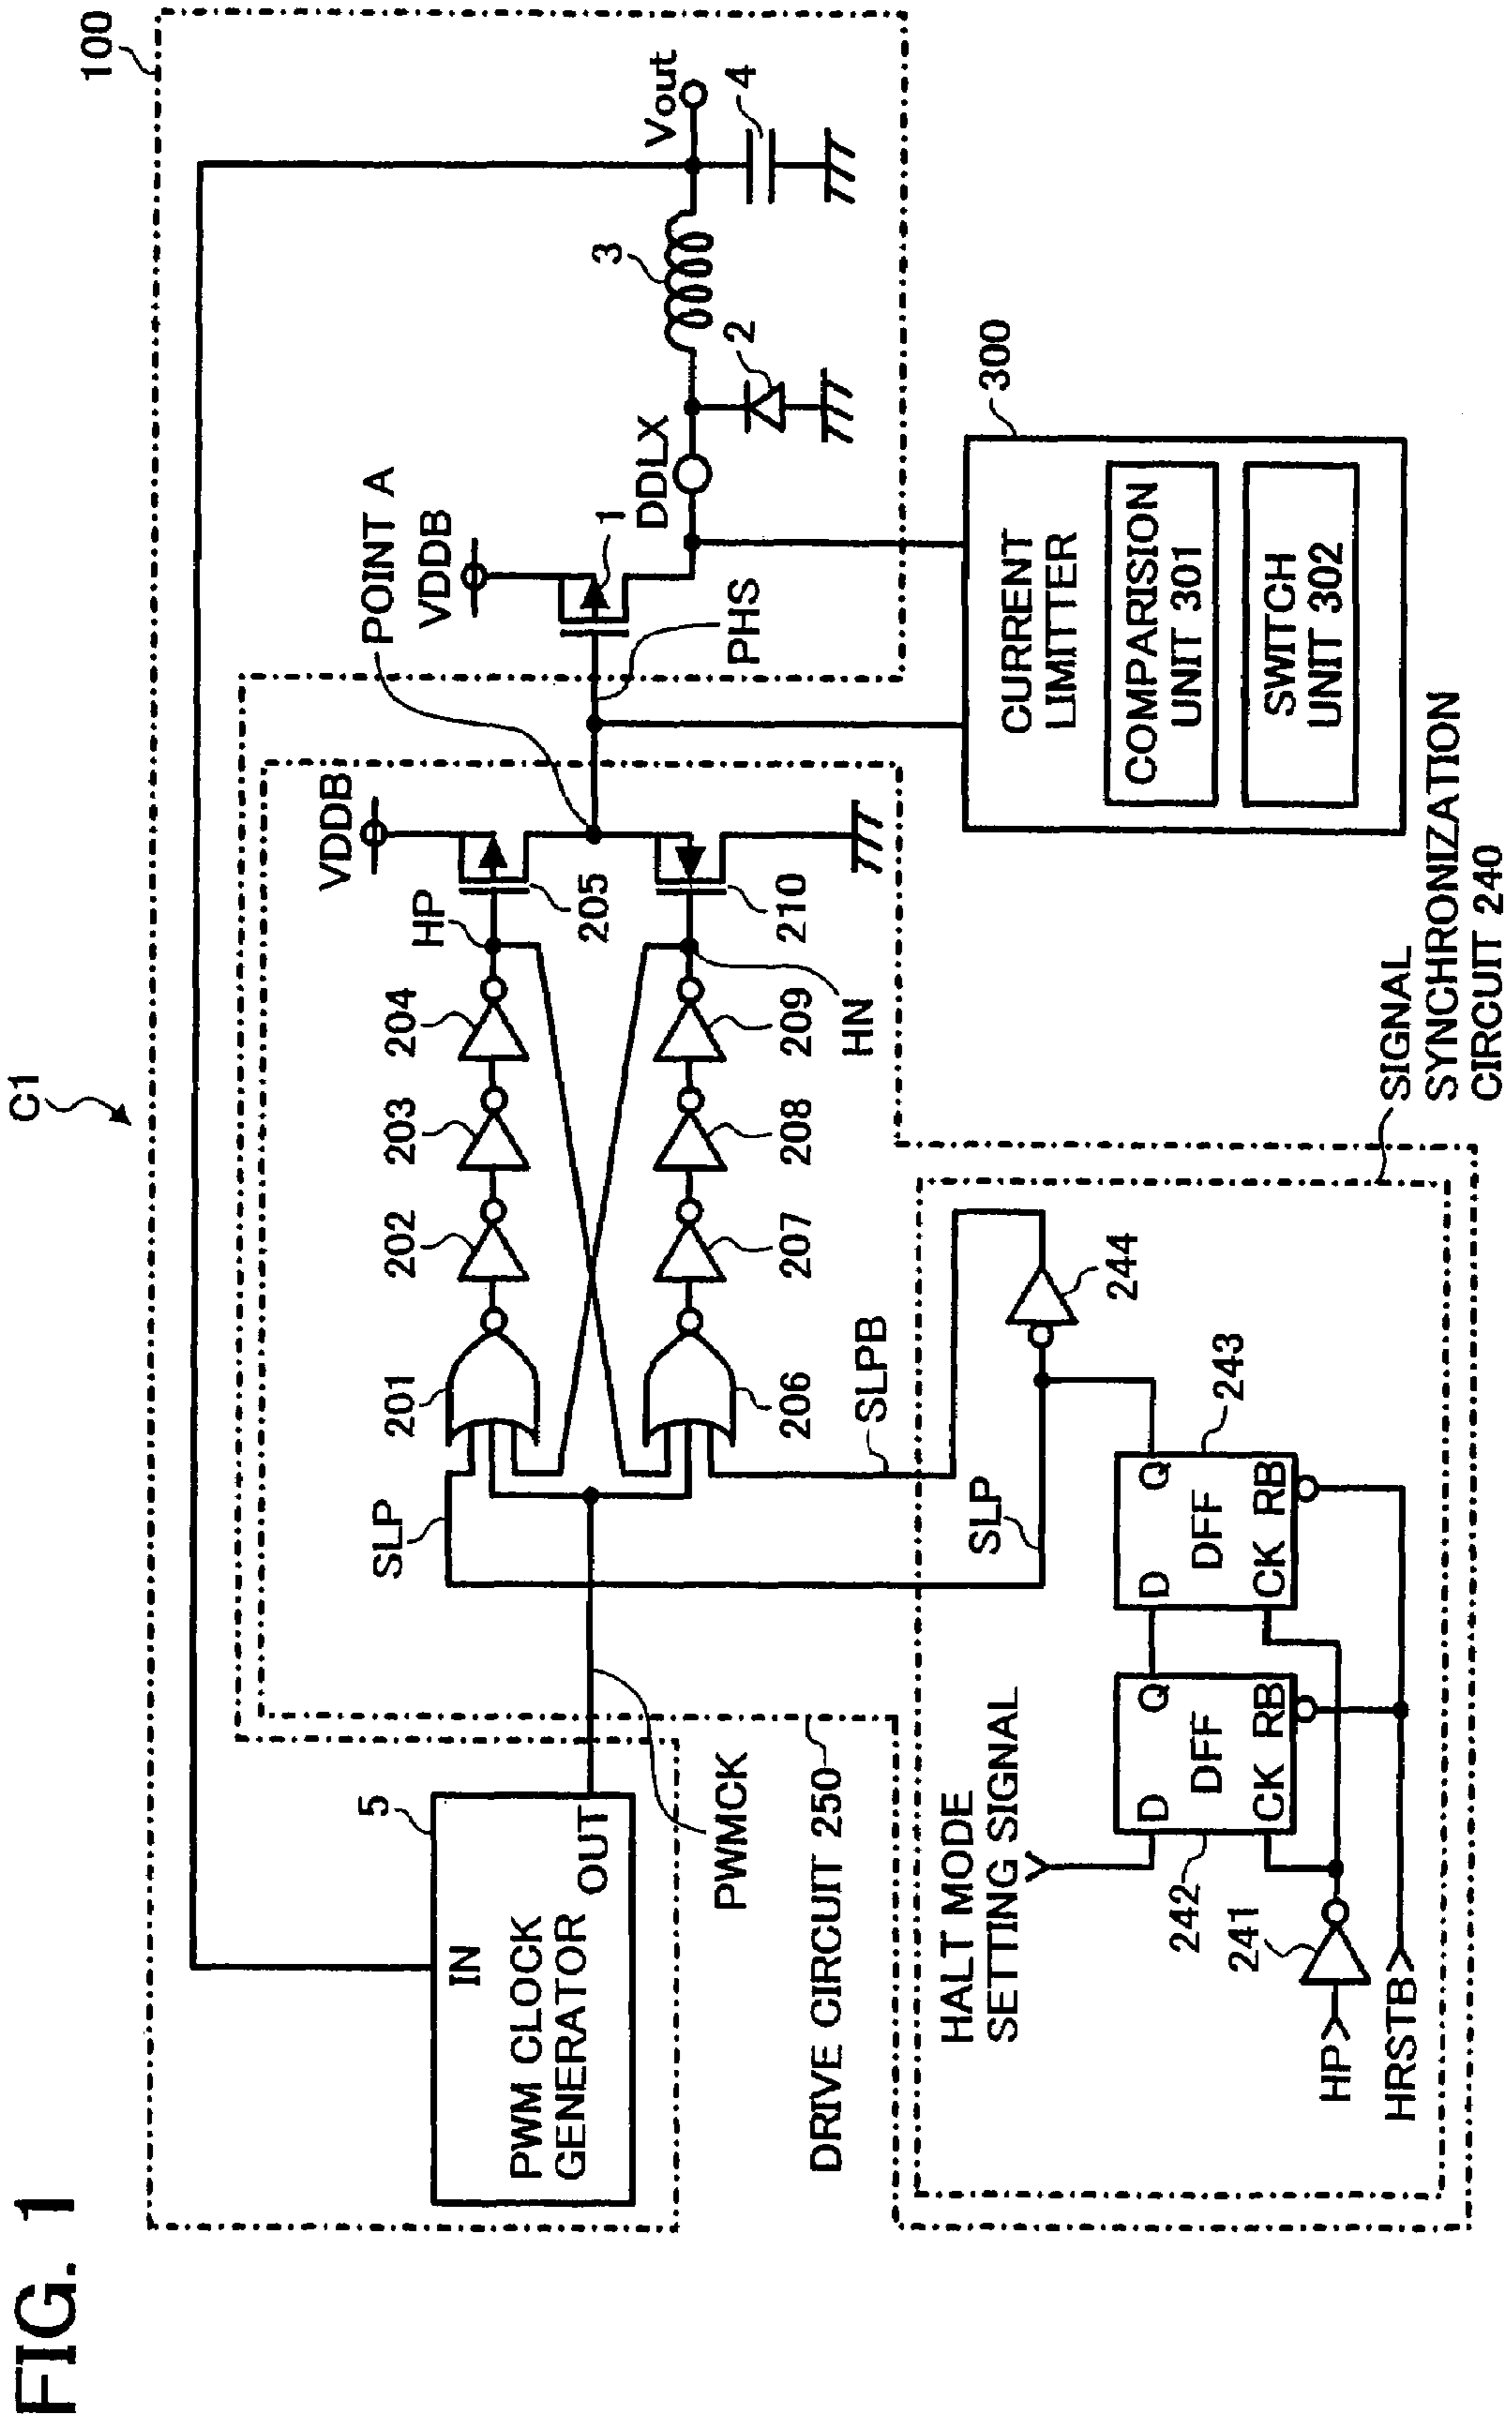 FIG. 1
C1
100
5
IN
PWM CLOCK
GENERATOR
OUT
PWMCK
DRIVE CIRCUIT 250
SLP
201
202
203
204
HP
VDDB
205
POINT A
VDDB
1
PHS
DDLX
2
3
Vout
4
206
207
208
209
HN
210
SLPB
244
SLP
HALT MODE
SETTING SIGNAL
D
Q
DFF
CK
RB
242
D
Q
DFF
CK
RB
243
241
HP
HRSTB
SIGNAL
SYNCHRONIZATION
CIRCUIT 240
300
CURRENT
LIMITTER
COMPARISION
UNIT 301
SWITCH
UNIT 302